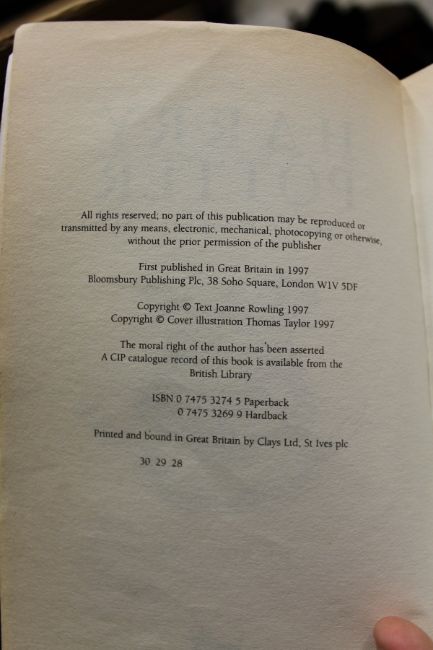 All rights reserved; no part of this publication may be reproduced or
transmitted by any means, electronic, mechanical, photocopying or otherwise,
without the prior permission of the publisher
First published in Great Britain in 1997
Bloomsbury Publishing Plc, 38 Soho Square, London W1V 5DF
Copyright © Text Joanne Rowling 1997
Copyright © Cover illustration Thomas Taylor 1997
The moral right of the author has been asserted
A CIP catalogue record of this book is available from the
British Library
ISBN 0 7475 3274 5 Paperback
0 7475 3269 9 Hardback
Printed and bound in Great Britain by Clays Ltd, St Ives plc
30 29 28